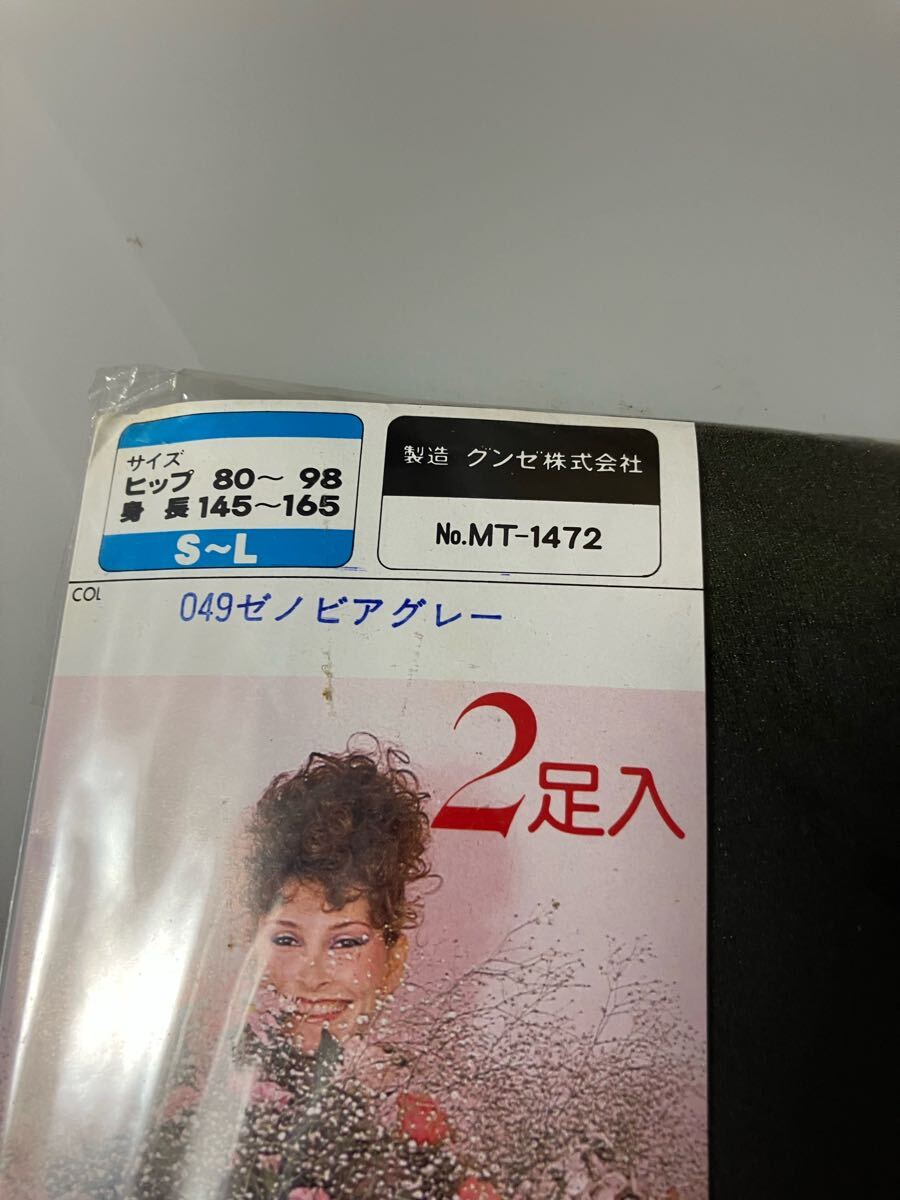 サイズ
ヒップ 80～98
身長 145～165
S～L
製造 グンゼ株式会社
No.MT-1472
COL
049ゼノビアグレー
2足入